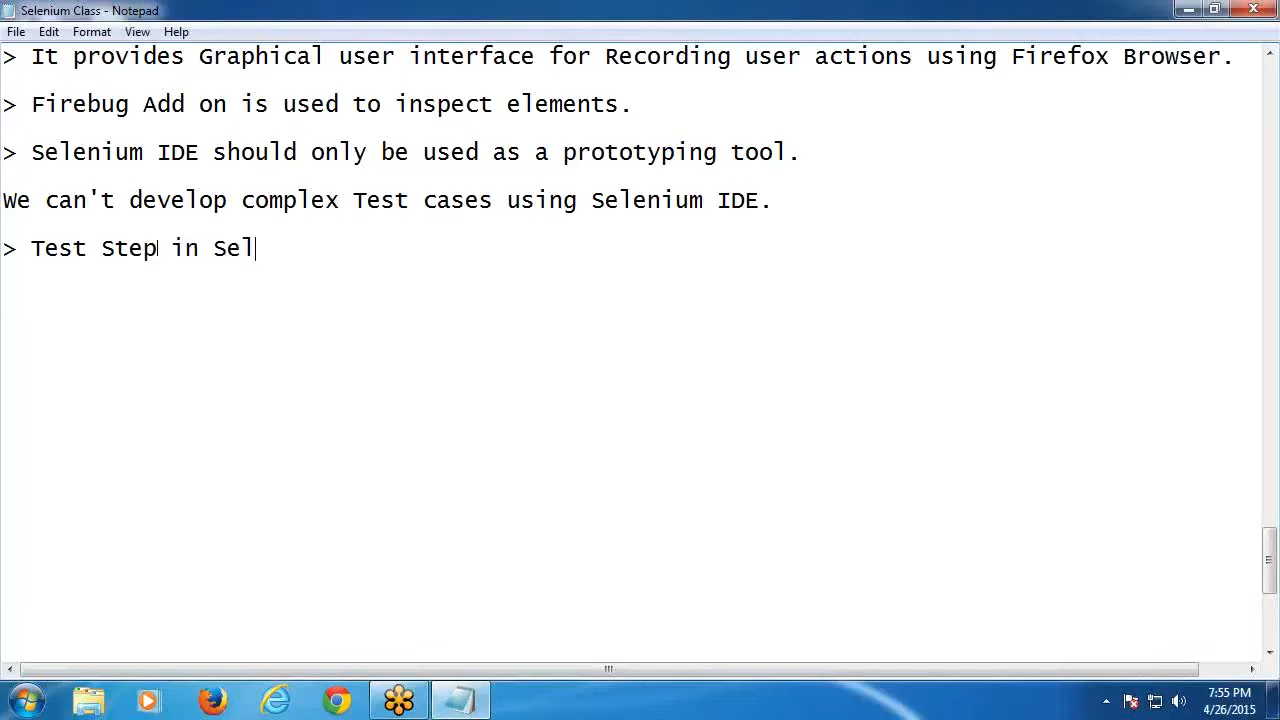 Selenium Class - Notepad
File Edit Format View Help
> It provides Graphical user interface for Recording user actions using Firefox Browser.
> Firebug Add on is used to inspect elements.
> Selenium IDE should only be used as a prototyping tool.
We can't develop complex Test cases using Selenium IDE.
> Test Step in Sel
7:55 PM
4/26/2015